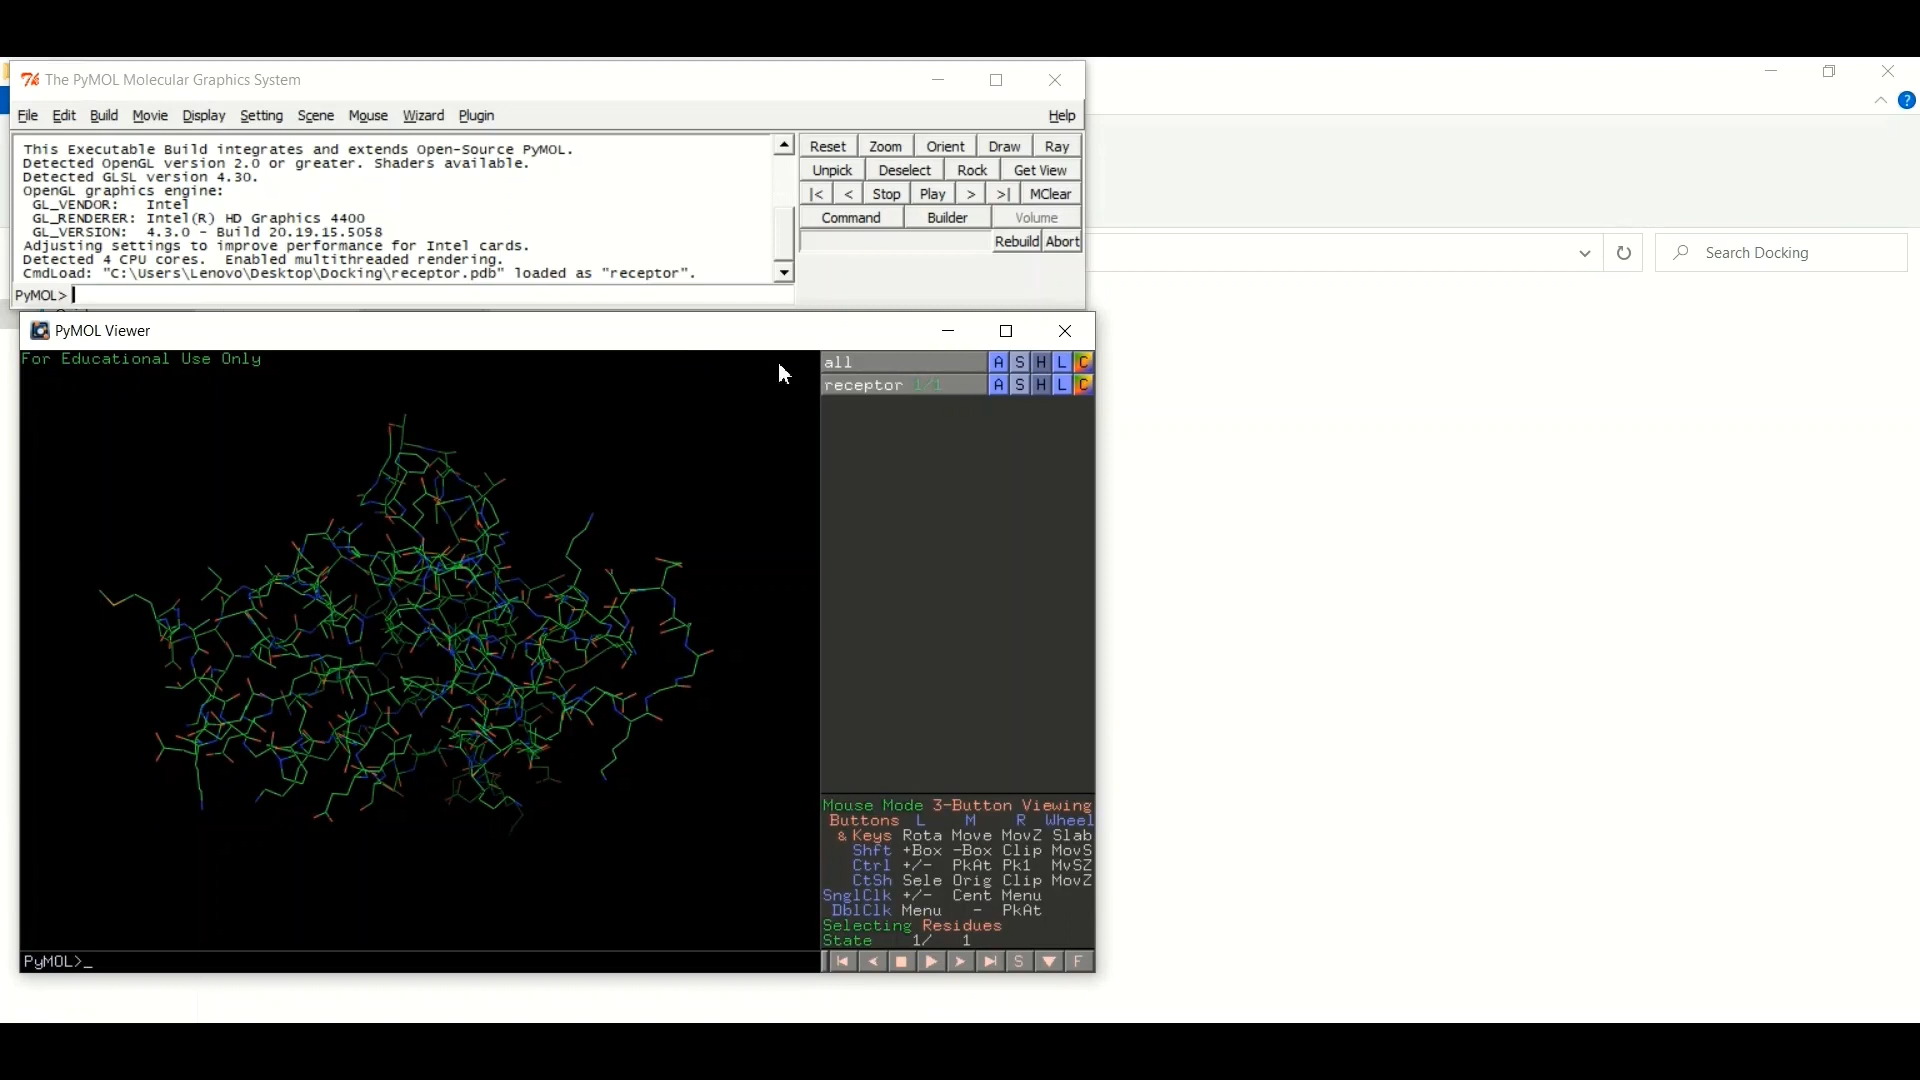 The PyMOL Molecular Graphics System
File Edit Build Movie Display Setting Scene Mouse Wizard Plugin Help
This Executable Build integrates and extends Open-Source PyMOL.
Detected OpenGL version 2.0 or greater. Shaders available.
Detected GLSL version 4.30.
OpenGL graphics engine:
GL_VENDOR: Intel
GL_RENDERER: Intel(R) HD Graphics 4400
GL_VERSION: 4.3.0 - Build 20.19.15.5058
Adjusting settings to improve performance for Intel cards.
Detected 4 CPU cores. Enabled multithreaded rendering.
CmdLoad: "C:\Users\Lenovo\Desktop\Docking\receptor.pdb" loaded as "receptor".
PyMOL>
Reset Zoom Orient Draw Ray
Unpick Deselect Rock Get View
|< < Stop Play > >| MClear
Command Builder Volume
Rebuild Abort
Search Docking
PyMOL Viewer
For Educational Use Only
all A S H L C
receptor 1/1 A S H L C
Mouse Mode 3-Button Viewing
Buttons L M R Wheel
& Keys Rota Move MovZ Slab
Shft +Box -Box Clip MovS
Ctrl +/- PkAt Pk1 MvSZ
CtSh Sele Orig Clip MovZ
SnglClk +/- Cent Menu
DblClk Menu - PkAt
Selecting Residues
State 1/ 1
S F
PyMOL>_